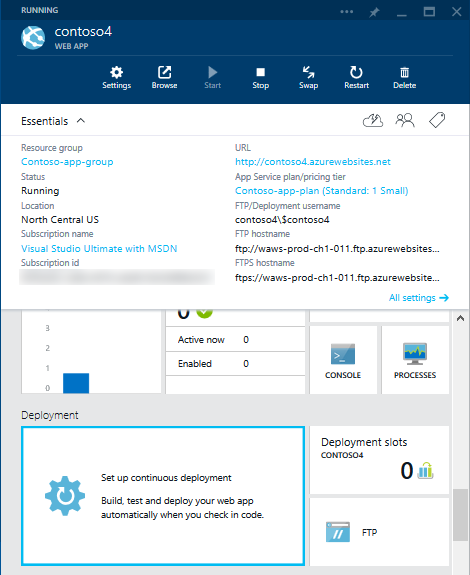 RUNNING
contoso4
WEB APP
Settings
Browse
Start
Stop
Swap
Restart
Delete
Essentials
Resource group
Contoso-app-group
URL
http://contoso4.azurewebsites.net
Status
Running
App Service plan/pricing tier
Contoso-app-plan (Standard: 1 Small)
Location
North Central US
FTP/Deployment username
contoso4\$contoso4
Subscription name
Visual Studio Ultimate with MSDN
FTP hostname
ftp://waws-prod-ch1-011.ftp.azurewebsites...
Subscription id
FTPS hostname
ftps://waws-prod-ch1-011.ftp.azurewebsite...
All settings
3
2
1
0
0
Active now 0
Enabled 0
CONSOLE
PROCESSES
Deployment
Set up continuous deployment
Build, test and deploy your web app
automatically when you check in code.
Deployment slots
CONTOSO4
0
FTP